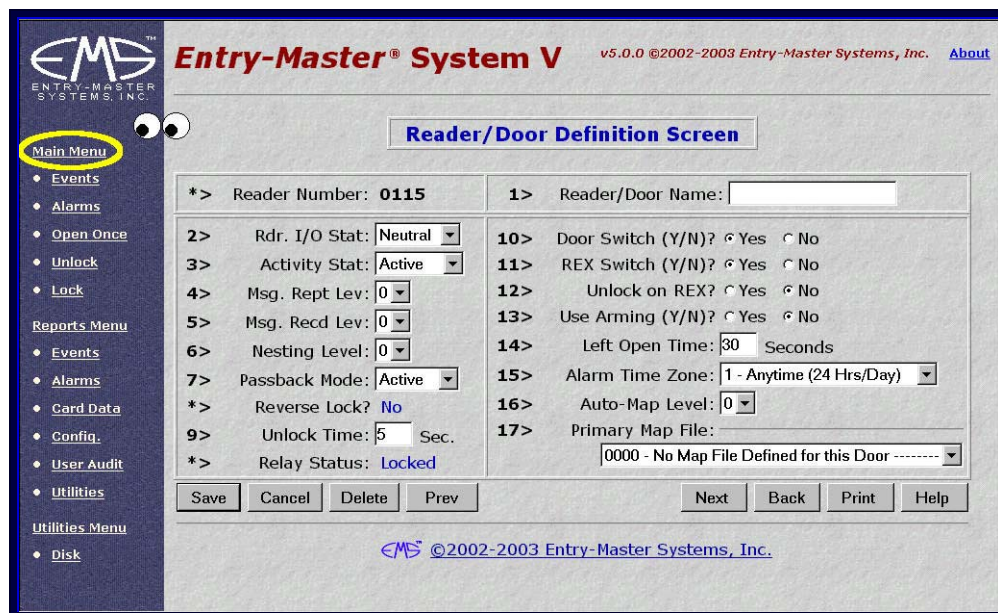 EMS™
ENTRY-MASTER
SYSTEMS, INC.
Entry-Master® System V
v5.0.0 ©2002-2003 Entry-Master Systems, Inc.
About
Reader/Door Definition Screen
Main Menu
• Events
• Alarms
• Open Once
• Unlock
• Lock
Reports Menu
• Events
• Alarms
• Card Data
• Config.
• User Audit
• Utilities
Utilities Menu
• Disk
*> Reader Number: 0115
1> Reader/Door Name:
2> Rdr. I/O Stat: Neutral
3> Activity Stat: Active
4> Msg. Rept Lev: 0
5> Msg. Recd Lev: 0
6> Nesting Level: 0
7> Passback Mode: Active
*> Reverse Lock? No
9> Unlock Time: 5 Sec.
*> Relay Status: Locked
10> Door Switch (Y/N)? Yes No
11> REX Switch (Y/N)? Yes No
12> Unlock on REX? Yes No
13> Use Arming (Y/N)? Yes No
14> Left Open Time: 30 Seconds
15> Alarm Time Zone: 1 - Anytime (24 Hrs/Day)
16> Auto-Map Level: 0
17> Primary Map File:
0000 - No Map File Defined for this Door --------
Save Cancel Delete Prev Next Back Print Help
EMS ©2002-2003 Entry-Master Systems, Inc.